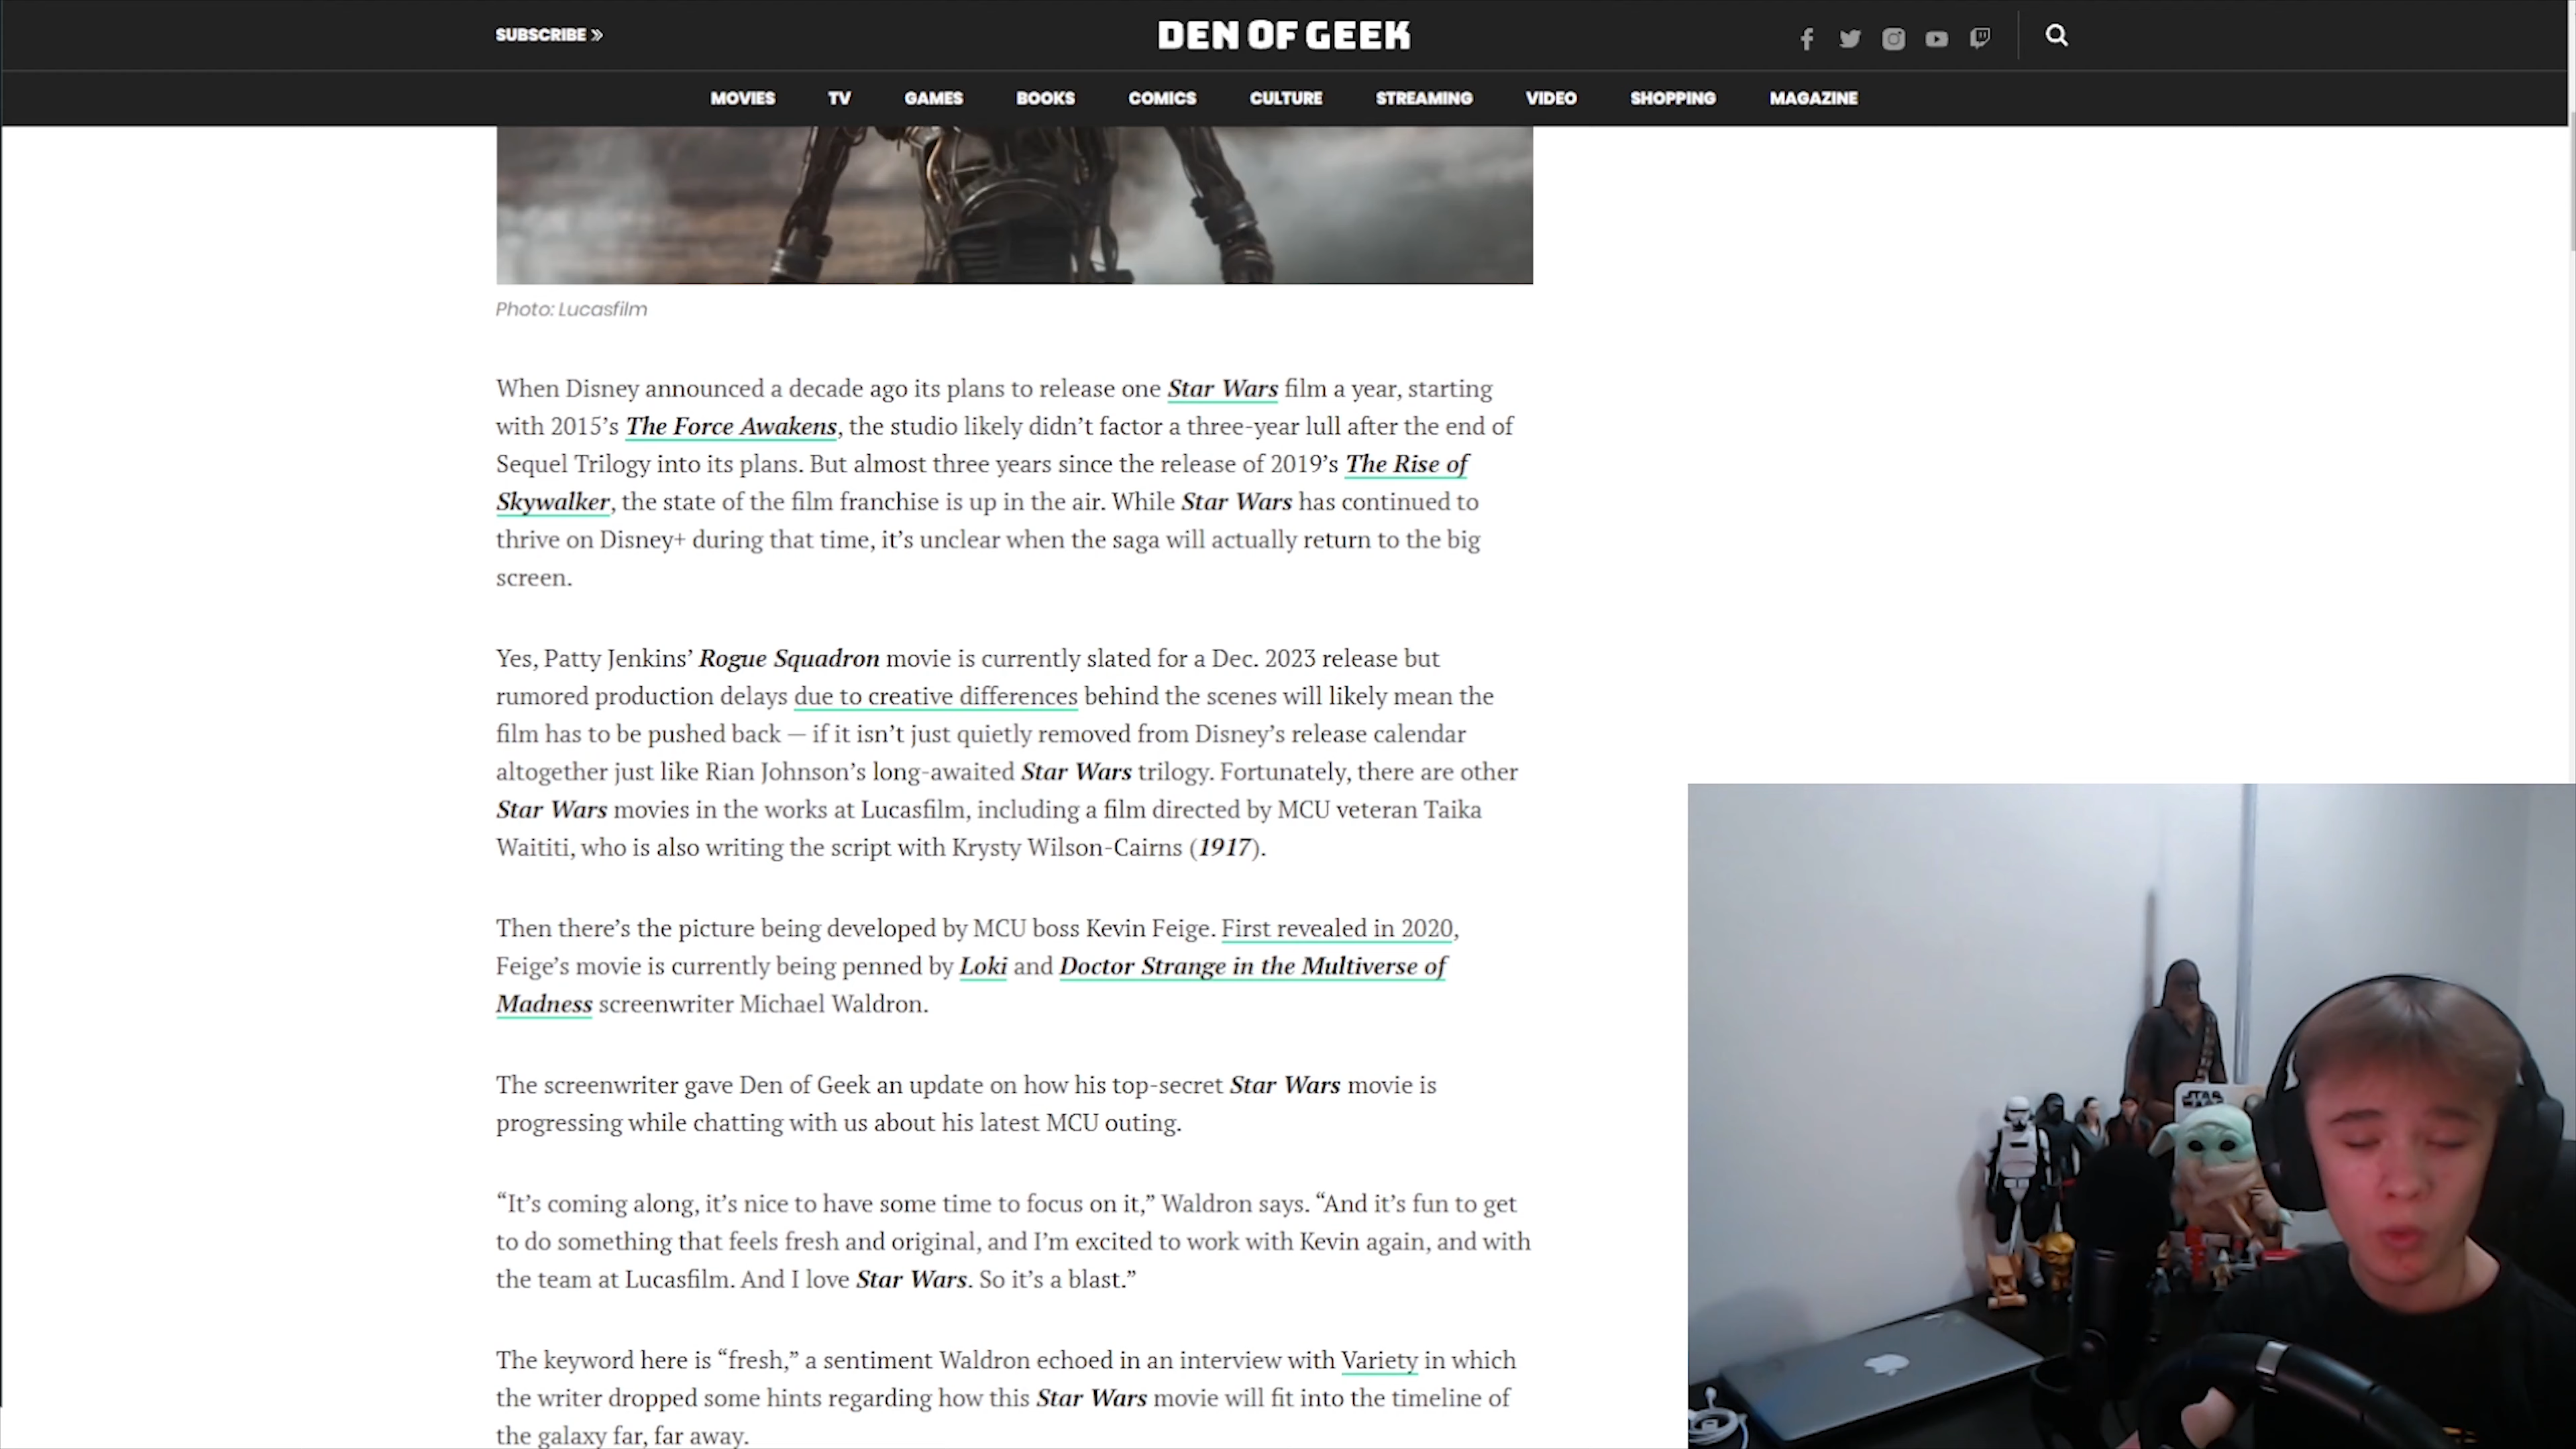 SUBSCRIBE »
DEN OF GEEK
MOVIES TV GAMES BOOKS COMICS CULTURE STREAMING VIDEO SHOPPING MAGAZINE
Photo: Lucasfilm
When Disney announced a decade ago its plans to release one Star Wars film a year, starting
with 2015’s The Force Awakens, the studio likely didn’t factor a three-year lull after the end of
Sequel Trilogy into its plans. But almost three years since the release of 2019’s The Rise of
Skywalker, the state of the film franchise is up in the air. While Star Wars has continued to
thrive on Disney+ during that time, it’s unclear when the saga will actually return to the big
screen.
Yes, Patty Jenkins’ Rogue Squadron movie is currently slated for a Dec. 2023 release but
rumored production delays due to creative differences behind the scenes will likely mean the
film has to be pushed back — if it isn’t just quietly removed from Disney’s release calendar
altogether just like Rian Johnson’s long-awaited Star Wars trilogy. Fortunately, there are other
Star Wars movies in the works at Lucasfilm, including a film directed by MCU veteran Taika
Waititi, who is also writing the script with Krysty Wilson-Cairns (1917).
Then there’s the picture being developed by MCU boss Kevin Feige. First revealed in 2020,
Feige’s movie is currently being penned by Loki and Doctor Strange in the Multiverse of
Madness screenwriter Michael Waldron.
The screenwriter gave Den of Geek an update on how his top-secret Star Wars movie is
progressing while chatting with us about his latest MCU outing.
“It’s coming along, it’s nice to have some time to focus on it,” Waldron says. “And it’s fun to get
to do something that feels fresh and original, and I’m excited to work with Kevin again, and with
the team at Lucasfilm. And I love Star Wars. So it’s a blast.”
The keyword here is “fresh,” a sentiment Waldron echoed in an interview with Variety in which
the writer dropped some hints regarding how this Star Wars movie will fit into the timeline of
the galaxy far, far away.
STAR
WARS